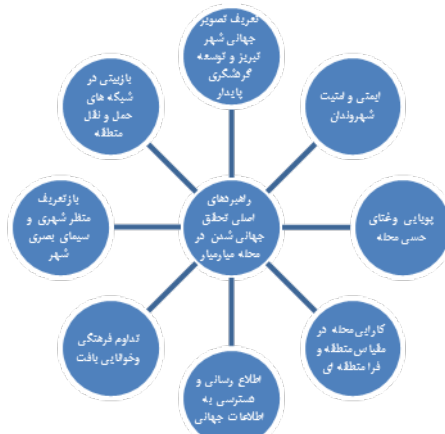 تعریف تصویر
جهانی شهر
تبریز و توسعه
گردشگری
پایدار
ایمنی و امنیت
شهروندان
پویایی وغنای
حسی محله
کارایی محله در
مقیاس منطقه و
فرا منطقه ای
اطلاع رسانی و
دسترسی به
اطلاعات جهانی
تداوم فرهنگی
وخوانایی بافت
بازتعریف
منظر شهری و
سیمای بصری
شهر
بازبینی در
شبکه های
حمل و نقل
منطقه
راهبردهای
اصلی تحقق
جهانی شدن در
محله میارمیار